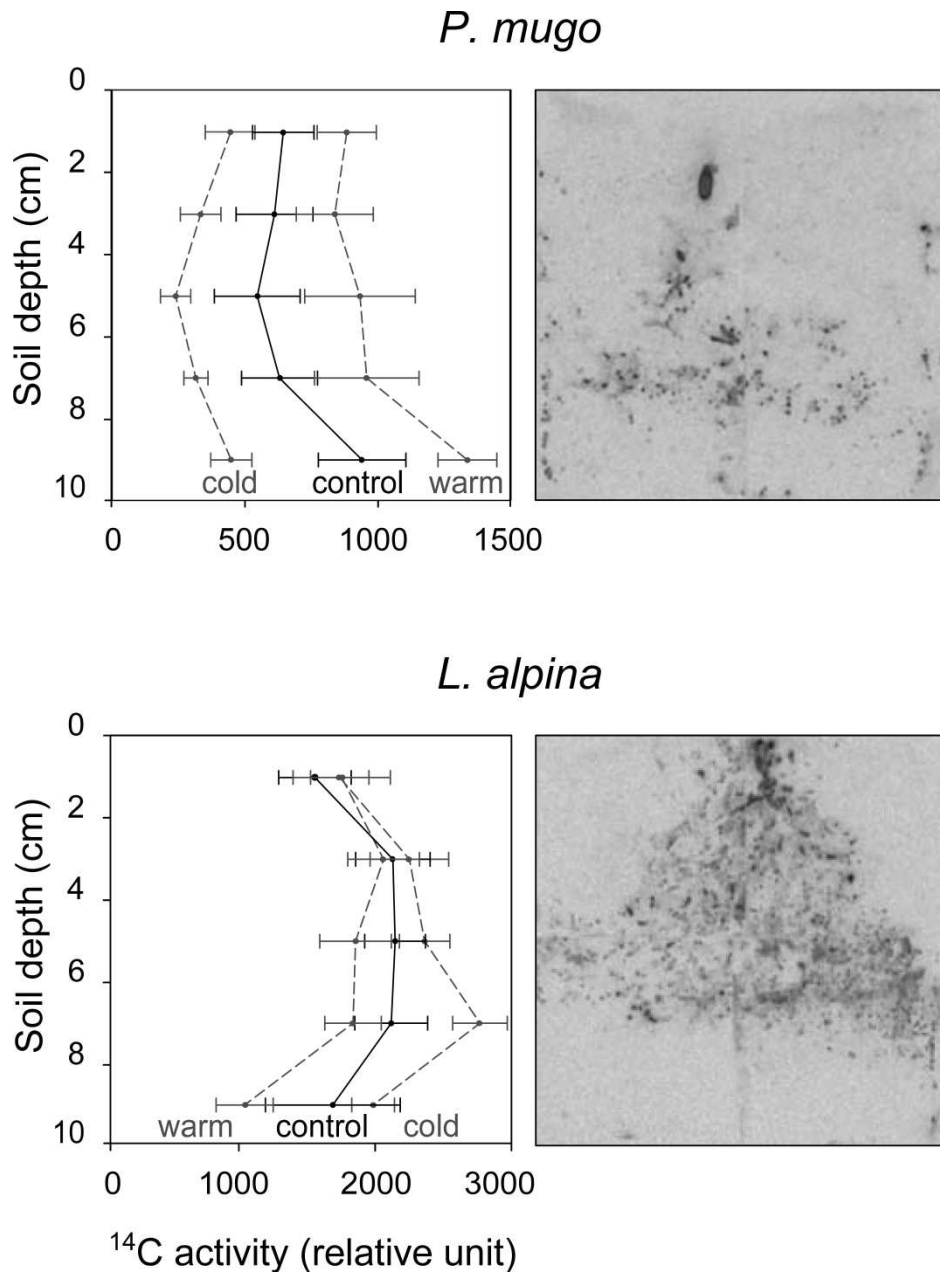 P. mugo
0
2
4
6
8
10
Soil depth (cm)
cold control warm
0 500 1000 1500
L. alpina
0
2
4
6
8
10
Soil depth (cm)
warm control cold
0 1000 2000 3000
¹⁴C activity (relative unit)